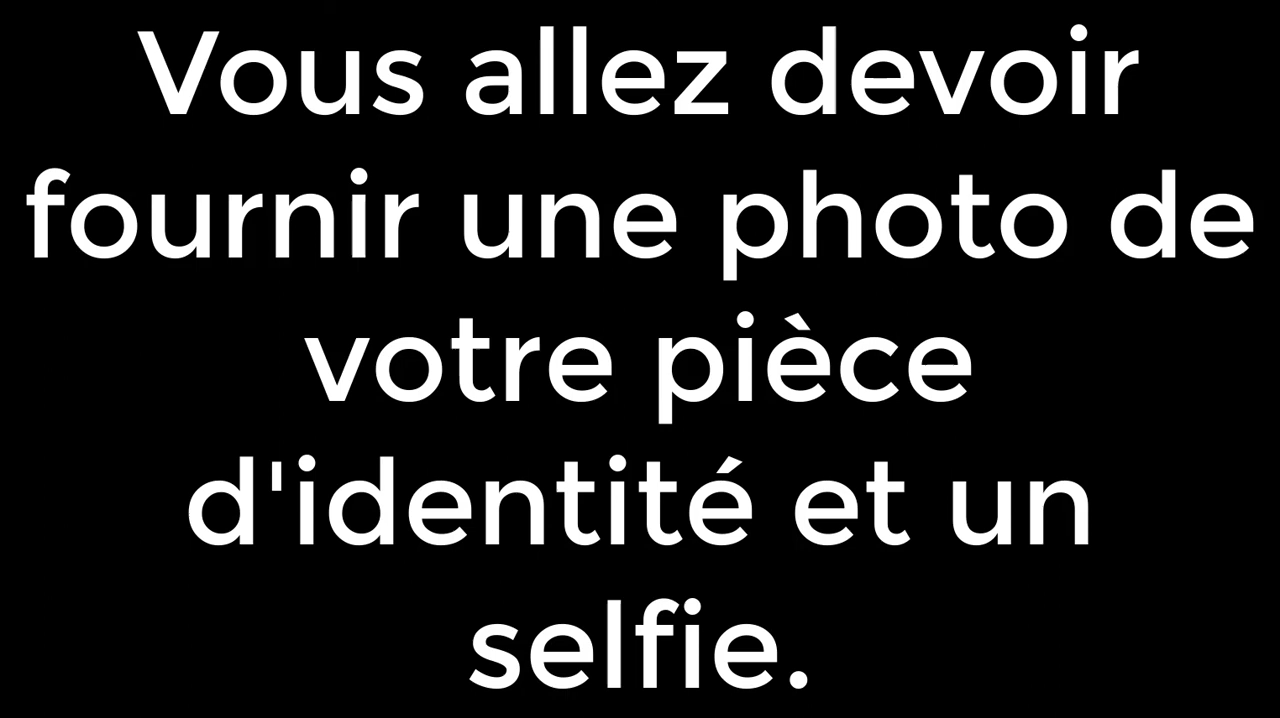 Vous allez devoir
fournir une photo de
votre pièce
d'identité et un
selfie.